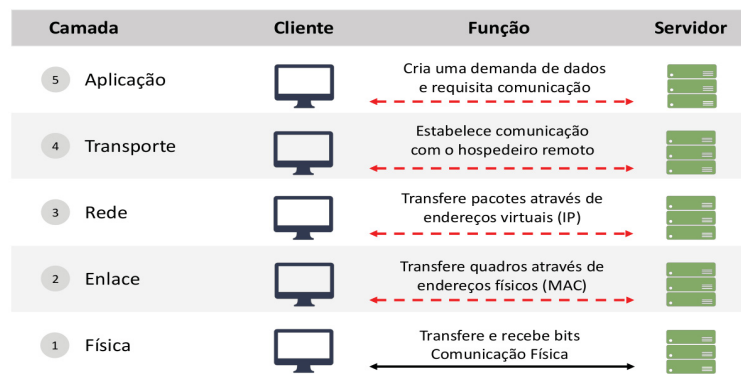 Camada Cliente Função Servidor
5 Aplicação
Cria uma demanda de dados
e requisita comunicação
4 Transporte
Estabelece comunicação
com o hospedeiro remoto
3 Rede
Transfere pacotes através de
endereços virtuais (IP)
2 Enlace
Transfere quadros através de
endereços físicos (MAC)
1 Física
Transfere e recebe bits
Comunicação Física